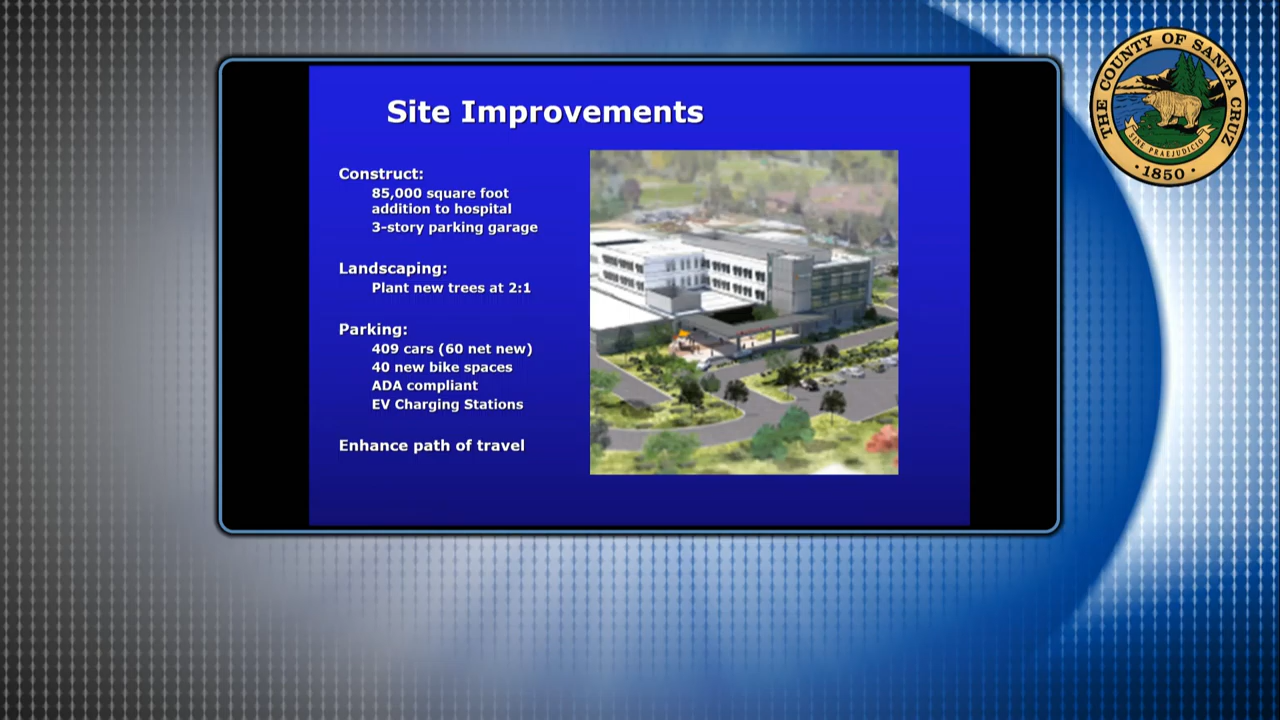 Site Improvements
Construct:
85,000 square foot
addition to hospital
3-story parking garage
Landscaping:
Plant new trees at 2:1
Parking:
409 cars (60 net new)
40 new bike spaces
ADA compliant
EV Charging Stations
Enhance path of travel
THE COUNTY OF SANTA CRUZ
SINE PRAEJUDICIO
• 1850 •